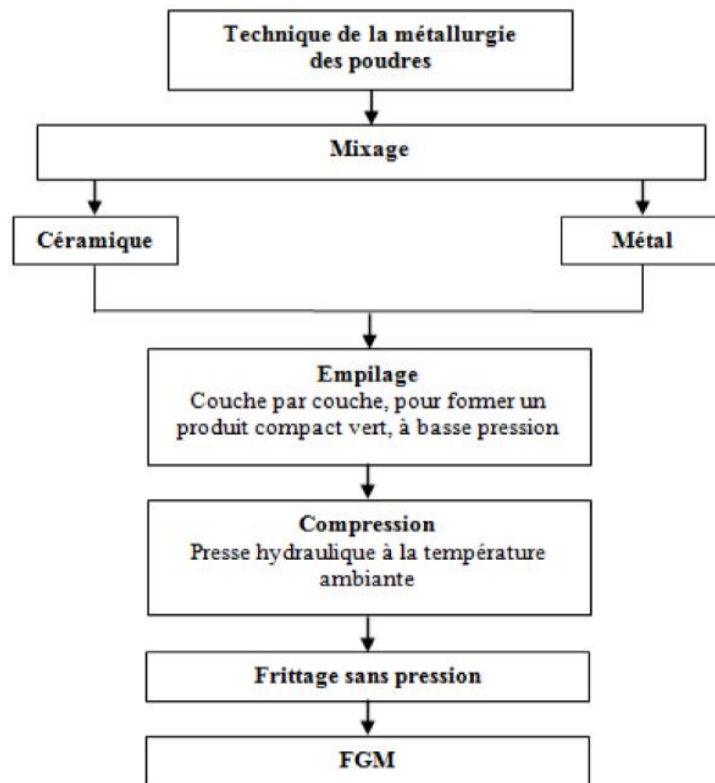 Technique de la métallurgie
des poudres
Mixage
Céramique
Métal
Empilage
Couche par couche, pour former un
produit compact vert, à basse pression
Compression
Presse hydraulique à la température
ambiante
Frittage sans pression
FGM